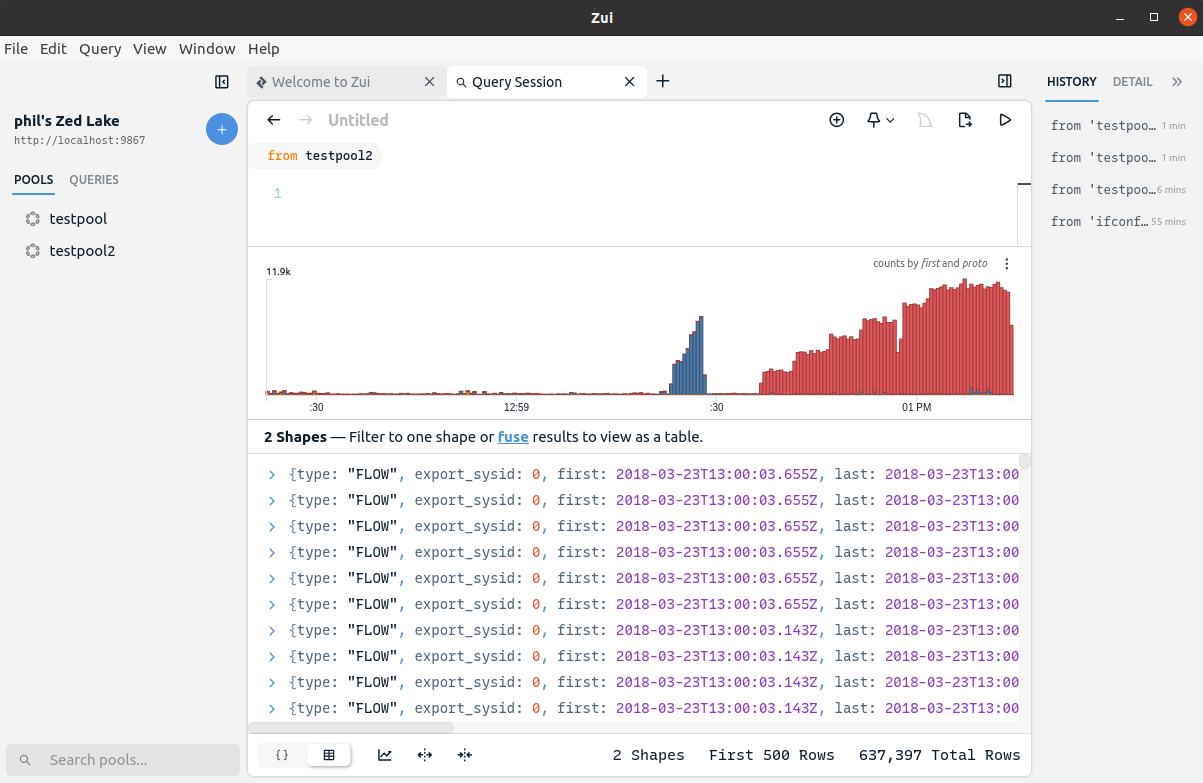 Zui
File Edit Query View Window Help
Welcome to Zui
Query Session
HISTORY DETAIL
phil's Zed Lake
http://localhost:9867
POOLS QUERIES
testpool
testpool2
Search pools...
Untitled
from testpool2
1
counts by first and proto
11.9k
:30 12:59 :30 01 PM
2 Shapes — Filter to one shape or fuse results to view as a table.
{type: "FLOW", export_sysid: 0, first: 2018-03-23T13:00:03.655Z, last: 2018-03-23T13:00
{type: "FLOW", export_sysid: 0, first: 2018-03-23T13:00:03.655Z, last: 2018-03-23T13:00
{type: "FLOW", export_sysid: 0, first: 2018-03-23T13:00:03.655Z, last: 2018-03-23T13:00
{type: "FLOW", export_sysid: 0, first: 2018-03-23T13:00:03.655Z, last: 2018-03-23T13:00
{type: "FLOW", export_sysid: 0, first: 2018-03-23T13:00:03.655Z, last: 2018-03-23T13:00
{type: "FLOW", export_sysid: 0, first: 2018-03-23T13:00:03.655Z, last: 2018-03-23T13:00
{type: "FLOW", export_sysid: 0, first: 2018-03-23T13:00:03.143Z, last: 2018-03-23T13:00
{type: "FLOW", export_sysid: 0, first: 2018-03-23T13:00:03.143Z, last: 2018-03-23T13:00
{type: "FLOW", export_sysid: 0, first: 2018-03-23T13:00:03.143Z, last: 2018-03-23T13:00
{type: "FLOW", export_sysid: 0, first: 2018-03-23T13:00:03.143Z, last: 2018-03-23T13:00
2 Shapes First 500 Rows 637,397 Total Rows
from 'testpoo… 1 min
from 'testpoo… 1 min
from 'testpoo… 6 mins
from 'ifconf… 55 mins